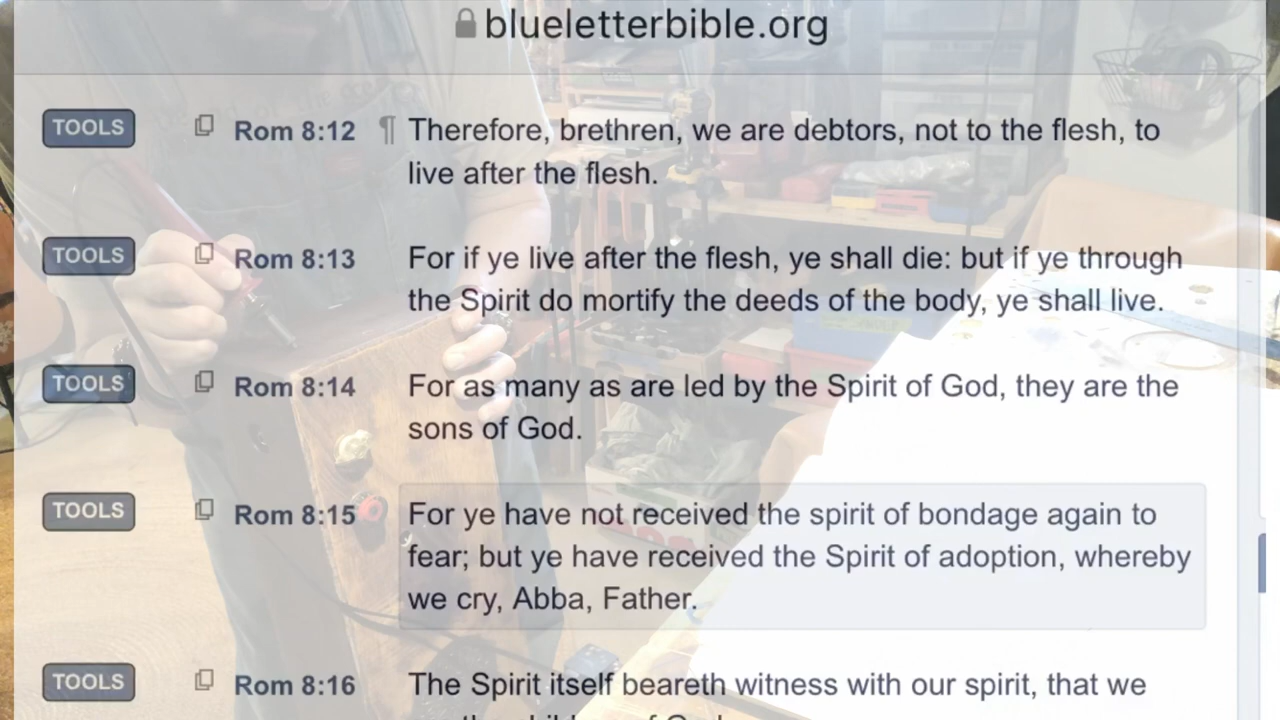 blueletterbible.org
TOOLS Rom 8:12 ¶ Therefore, brethren, we are debtors, not to the flesh, to
live after the flesh.
TOOLS Rom 8:13 For if ye live after the flesh, ye shall die: but if ye through
the Spirit do mortify the deeds of the body, ye shall live.
TOOLS Rom 8:14 For as many as are led by the Spirit of God, they are the
sons of God.
TOOLS Rom 8:15 For ye have not received the spirit of bondage again to
fear; but ye have received the Spirit of adoption, whereby
we cry, Abba, Father.
TOOLS Rom 8:16 The Spirit itself beareth witness with our spirit, that we